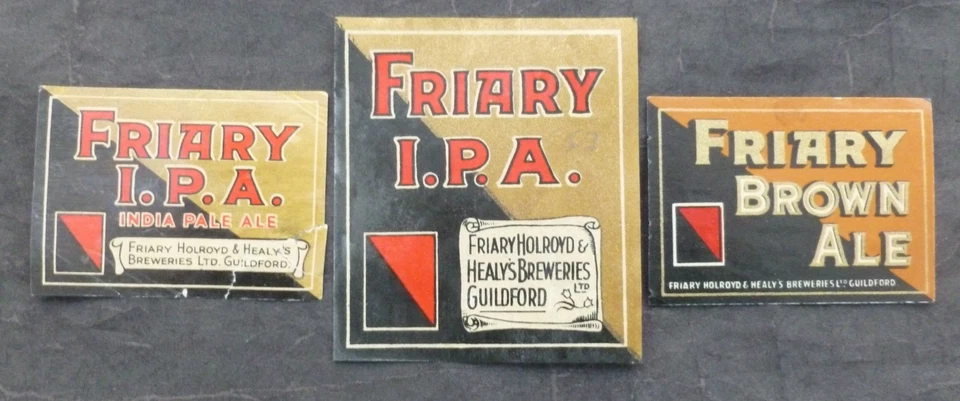 FRIARY
I.P.A.
INDIA PALE ALE
FRIARY HOLROYD & HEALY'S
BREWERIES LTD. GUILDFORD.
FRIARY
I.P.A.
FRIARY HOLROYD &
HEALY'S BREWERIES
GUILDFORD LTD
FRIARY
BROWN
ALE
FRIARY HOLROYD & HEALY'S BREWERIES LTD GUILDFORD